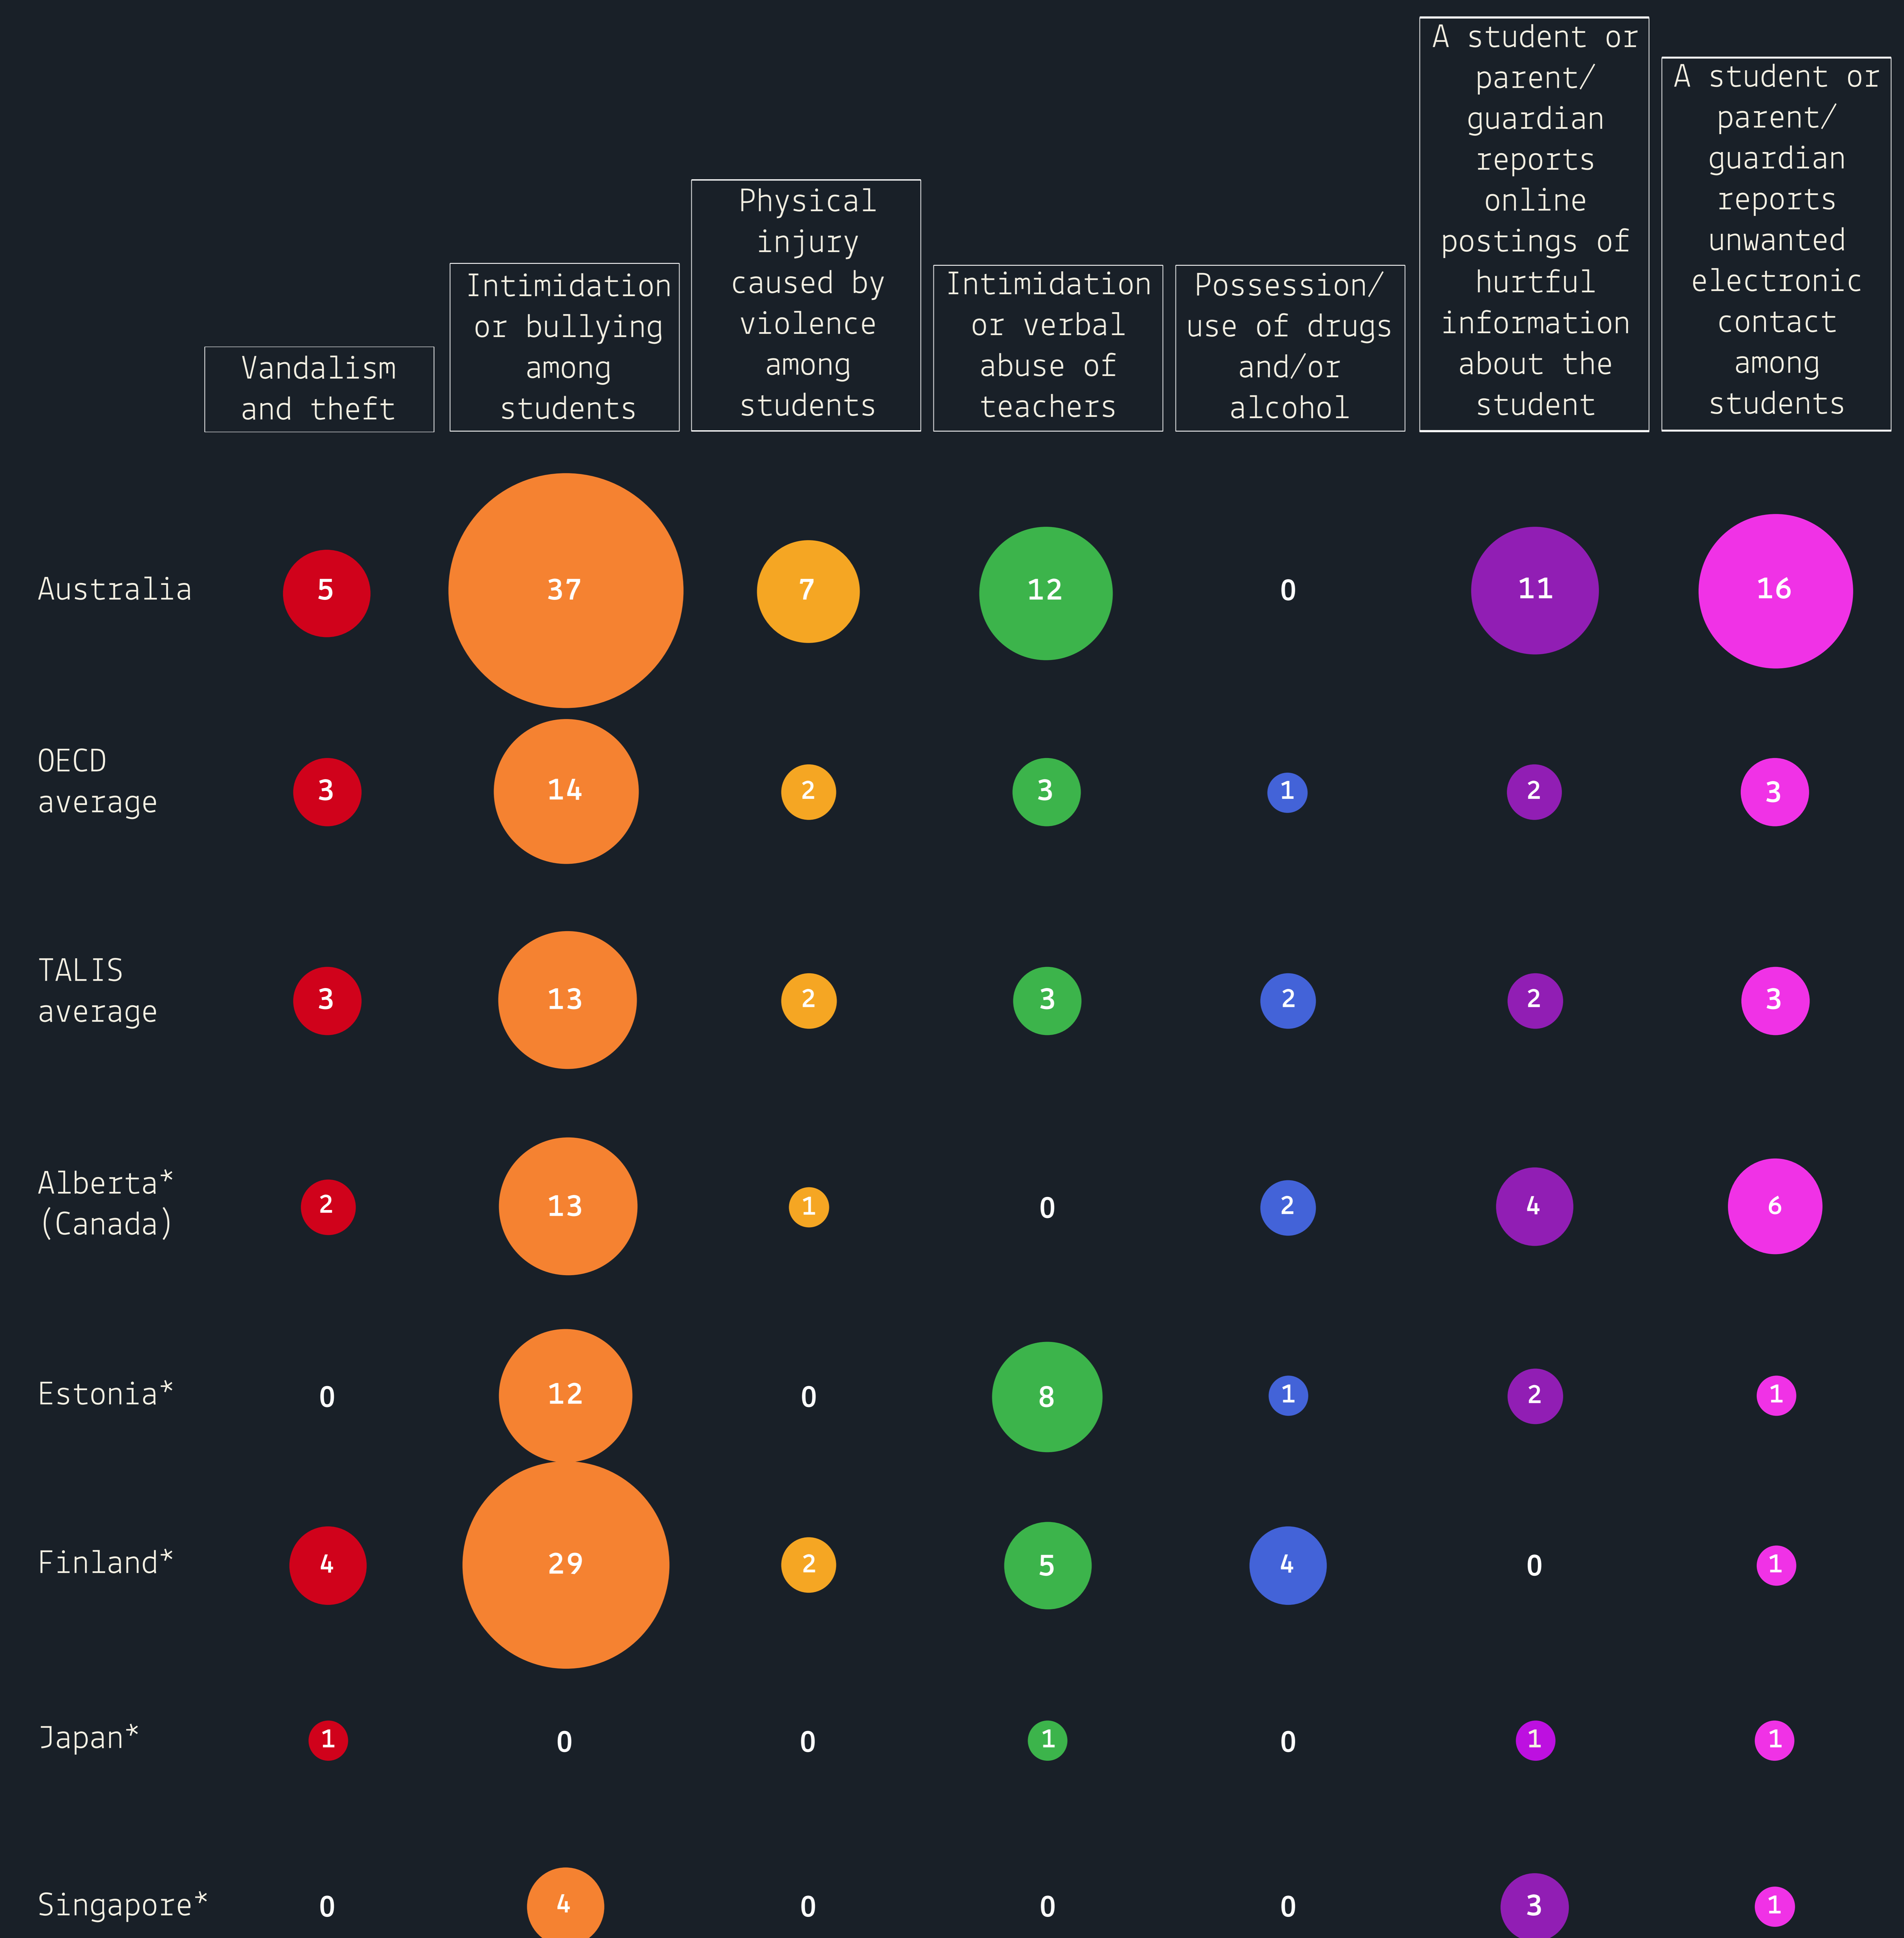 Vandalism
and theft
Intimidation
or bullying
among
students
Physical
injury
caused by
violence
among
students
Intimidation
or verbal
abuse of
teachers
Possession/
use of drugs
and/or
alcohol
A student or
parent/
guardian
reports
online
postings of
hurtful
information
about the
student
A student or
parent/
guardian
reports
unwanted
electronic
contact
among
students
Australia 5 37 7 12 0 11 16
OECD
average 3 14 2 3 1 2 3
TALIS
average 3 13 2 3 2 2 3
Alberta*
(Canada) 2 13 1 0 2 4 6
Estonia* 0 12 0 8 1 2 1
Finland* 4 29 2 5 4 0 1
Japan* 1 0 0 1 0 1 1
Singapore* 0 4 0 0 0 3 1